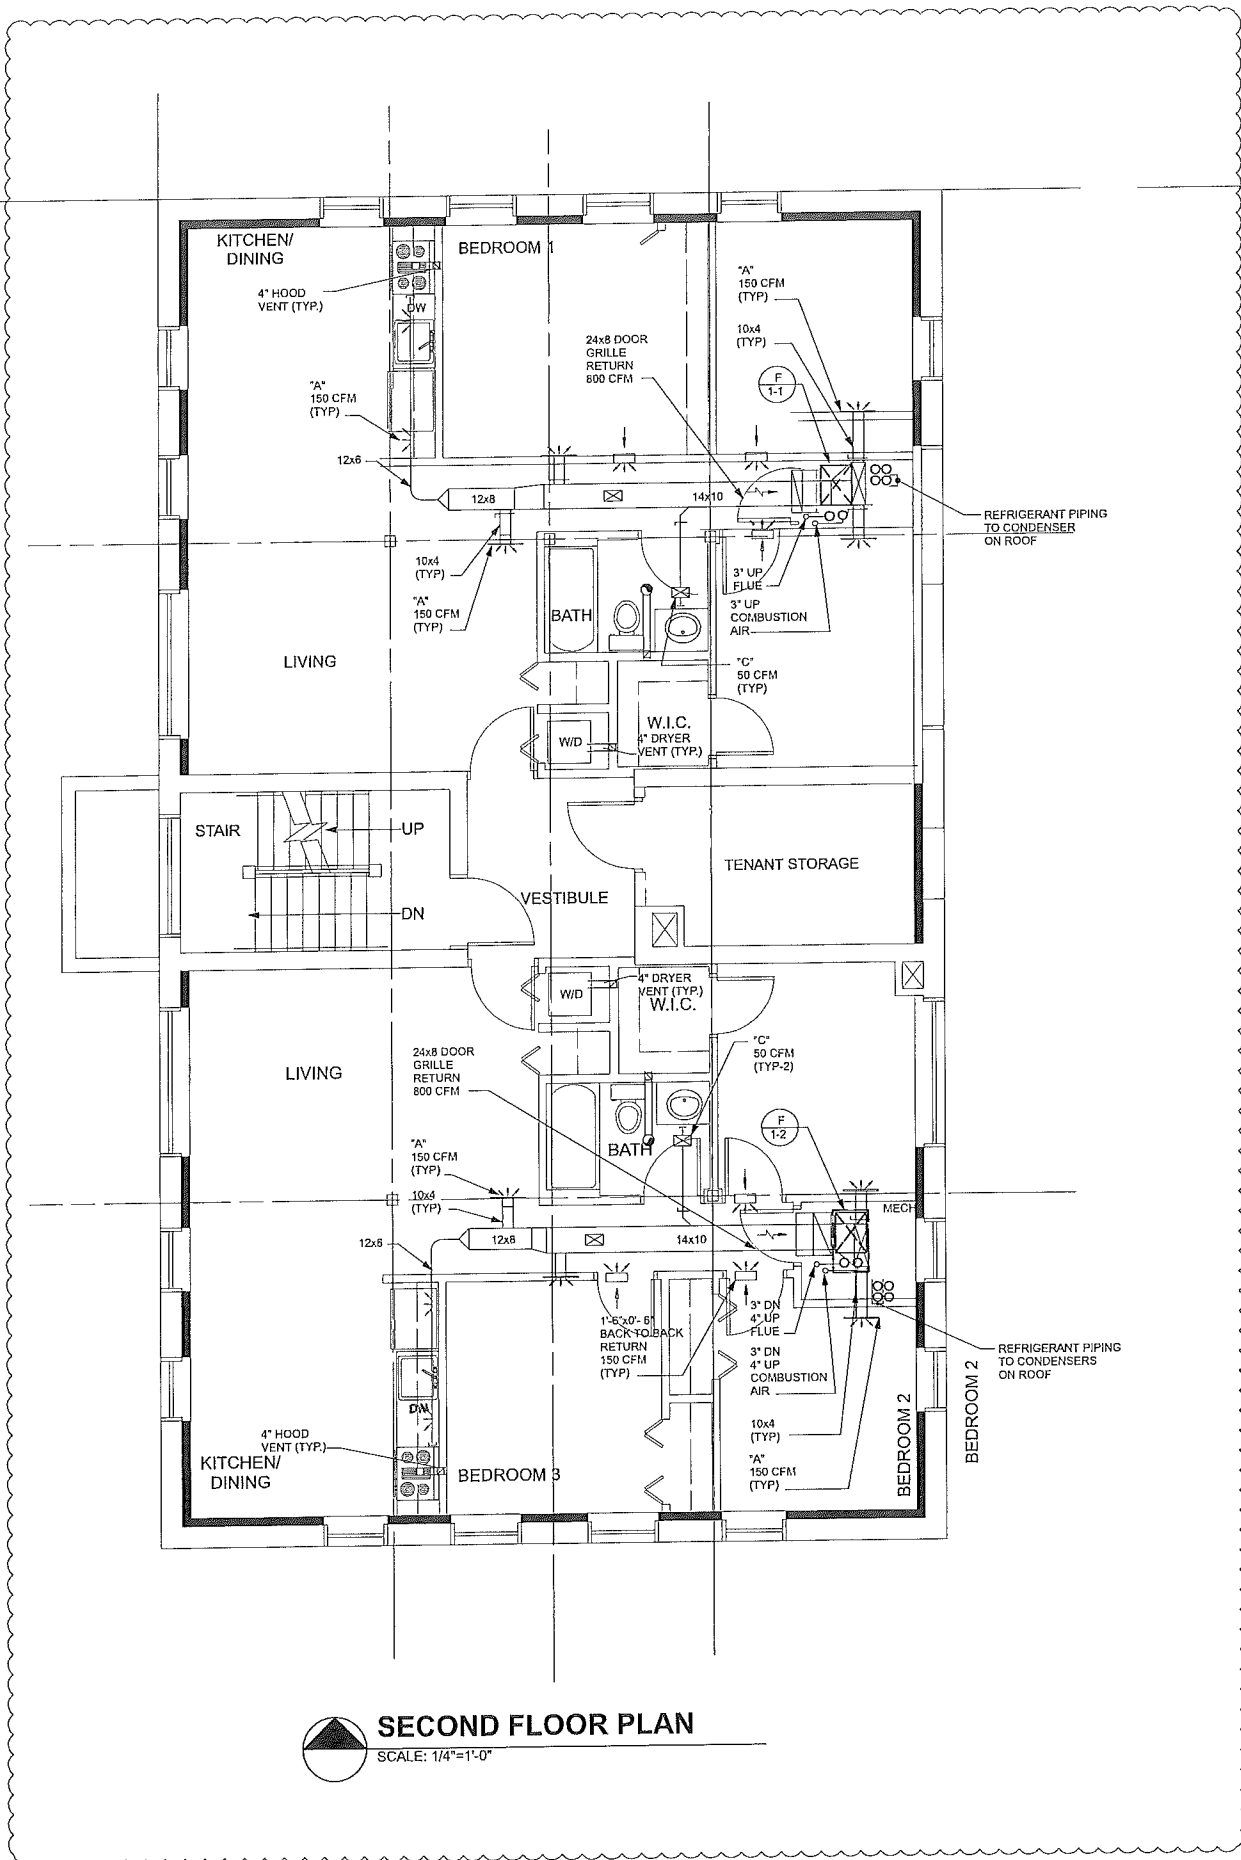 KITCHEN/
DINING
BEDROOM 1
4" HOOD
VENT (TYP.)
DW
"A"
150 CFM
(TYP)
10x4
(TYP)
24x8 DOOR
GRILLE
RETURN
800 CFM
F
1-1
"A"
150 CFM
(TYP)
12x6
12x8
14x10
REFRIGERANT PIPING
TO CONDENSER
ON ROOF
10x4
(TYP)
"A"
150 CFM
(TYP)
3" UP
FLUE
3" UP
COMBUSTION
AIR
BATH
LIVING
"C"
50 CFM
(TYP)
W.I.C.
4" DRYER
VENT (TYP.)
W/D
STAIR
UP
TENANT STORAGE
VESTIBULE
DN
W/D
4" DRYER
VENT (TYP.)
W.I.C.
LIVING
24x8 DOOR
GRILLE
RETURN
800 CFM
"C"
50 CFM
(TYP-2)
F
1-2
BATH
"A"
150 CFM
(TYP)
10x4
(TYP)
MECH
12x6
12x8
14x10
1'-6"x0'-6"
BACK TO BACK
RETURN
150 CFM
(TYP)
3" DN
4" UP
FLUE
3" DN
4" UP
COMBUSTION
AIR
REFRIGERANT PIPING
TO CONDENSERS
ON ROOF
10x4
(TYP)
"A"
150 CFM
(TYP)
BEDROOM 2
BEDROOM 2
4" HOOD
VENT (TYP.)
KITCHEN/
DINING
DW
BEDROOM 3
SECOND FLOOR PLAN
SCALE: 1/4"=1'-0"